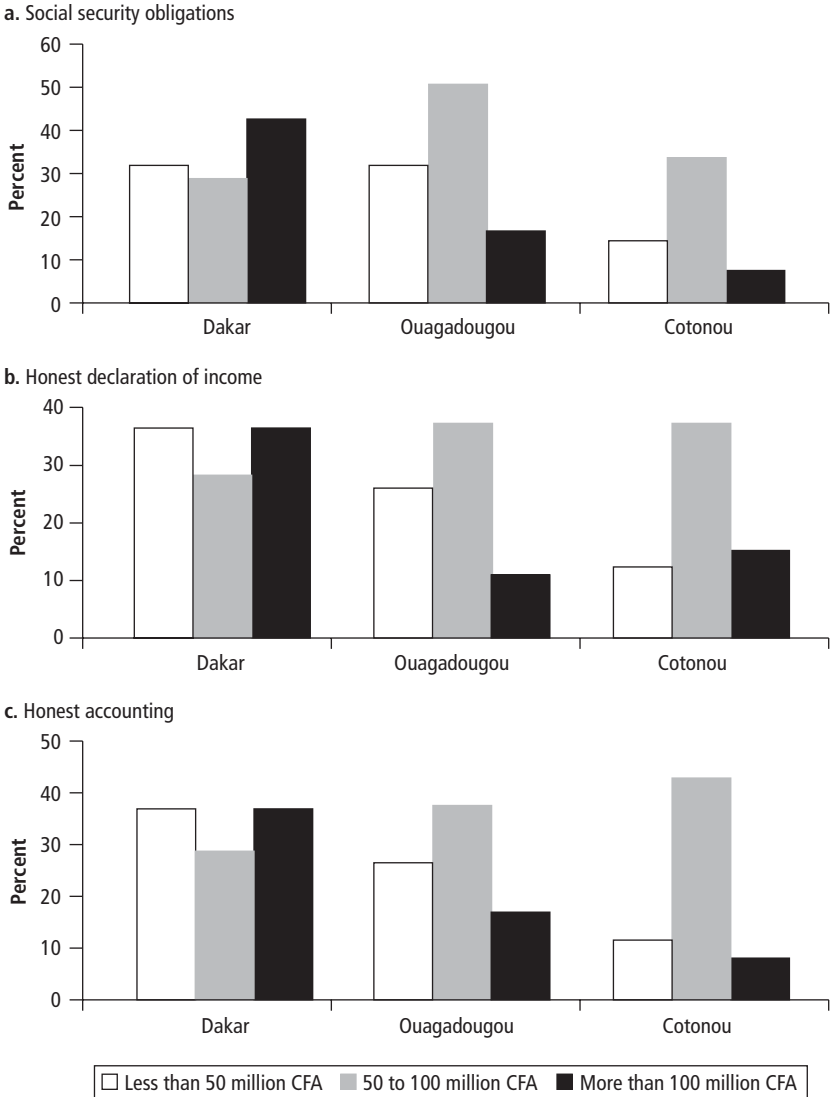 a. Social security obligations
60
50
40
30
20
10
0
Percent
Dakar Ouagadougou Cotonou
b. Honest declaration of income
40
30
20
10
0
Percent
Dakar Ouagadougou Cotonou
c. Honest accounting
50
40
30
20
10
0
Percent
Dakar Ouagadougou Cotonou
Less than 50 million CFA 50 to 100 million CFA More than 100 million CFA